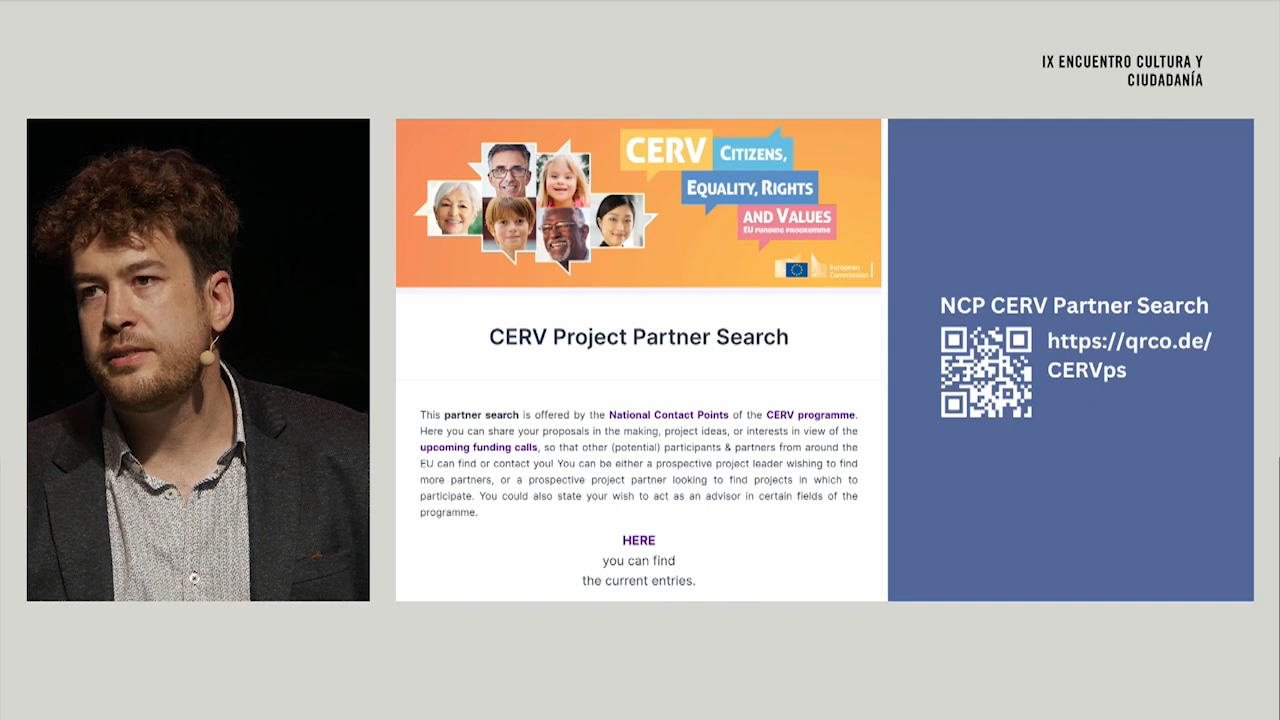 IX ENCUENTRO CULTURA Y
CIUDADANÍA
CERV CITIZENS,
EQUALITY, RIGHTS
AND VALUES
EU FUNDING PROGRAMME
European
Commission
CERV Project Partner Search
This partner search is offered by the National Contact Points of the CERV programme.
Here you can share your proposals in the making, project ideas, or interests in view of the
upcoming funding calls, so that other (potential) participants & partners from around the
EU can find or contact you! You can be either a prospective project leader wishing to find
more partners, or a prospective project partner looking to find projects in which to
participate. You could also state your wish to act as an advisor in certain fields of the
programme.
HERE
you can find
the current entries.
NCP CERV Partner Search
https://qrco.de/
CERVps